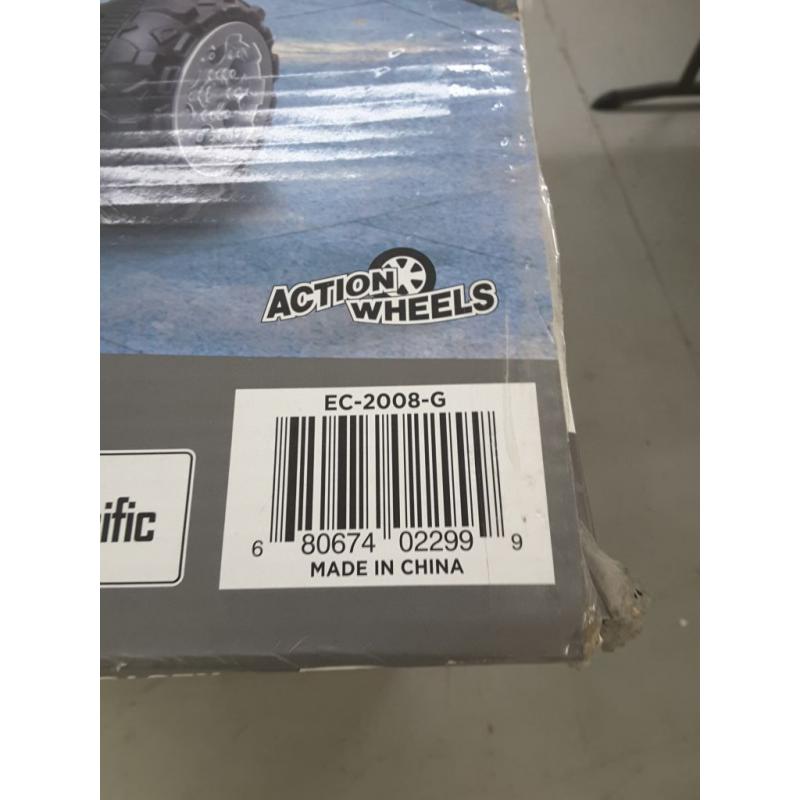 ACTION
WHEELS
EC-2008-G
ific
6 80674 02299 9
MADE IN CHINA